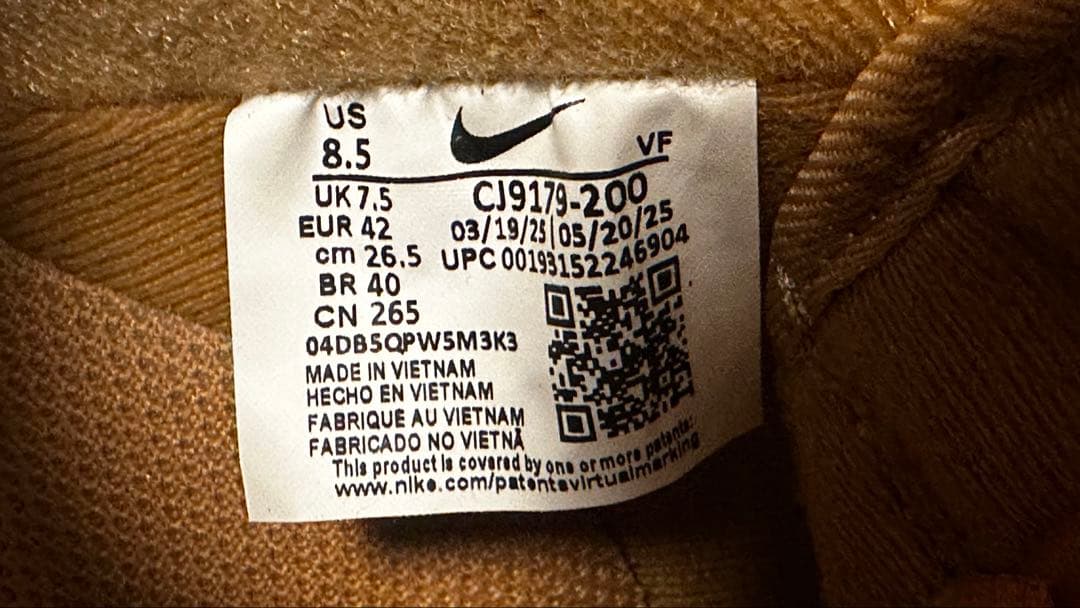 US
8.5
VF
UK 7.5
CJ9179-200
EUR 42
03/19/25 05/20/25
cm 26.5
UPC 00193152246904
BR 40
CN 265
04DB5QPW5M3K3
MADE IN VIETNAM
HECHO EN VIETNAM
FABRIQUÉ AU VIETNAM
FABRICADO NO VIETNÃ
This product is covered by one or more patents:
www.nike.com/patentsvirtualmarking